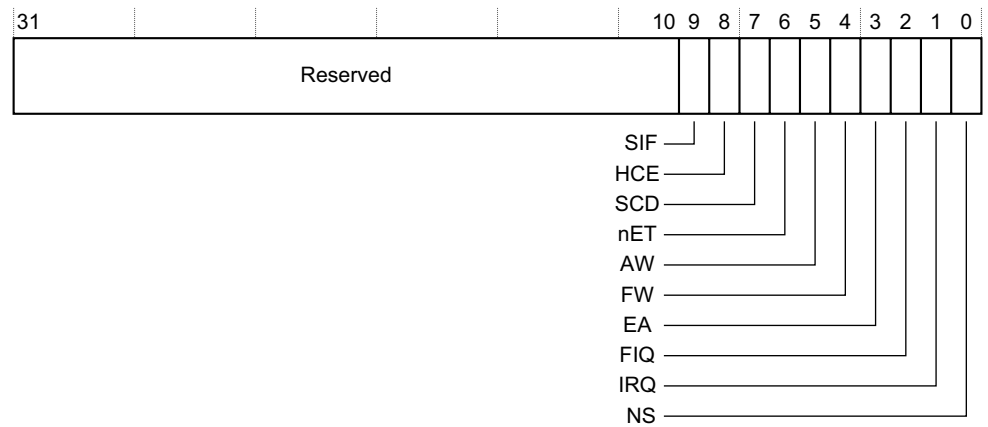 31 10 9 8 7 6 5 4 3 2 1 0
Reserved
SIF
HCE
SCD
nET
AW
FW
EA
FIQ
IRQ
NS